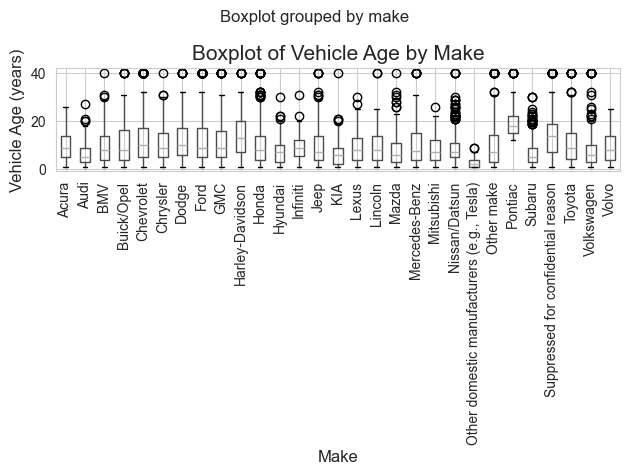 Boxplot grouped by make
Boxplot of Vehicle Age by Make
Vehicle Age (years)
40
20
0
Acura
Audi
BMV
Buick/Opel
Chevrolet
Chrysler
Dodge
Ford
GMC
Harley-Davidson
Honda
Hyundai
Infiniti
Jeep
KIA
Lexus
Lincoln
Mazda
Mercedes-Benz
Mitsubishi
Nissan/Datsun
Other domestic manufacturers (e.g., Tesla)
Other make
Pontiac
Subaru
Suppressed for confidential reason
Toyota
Volkswagen
Volvo
Make